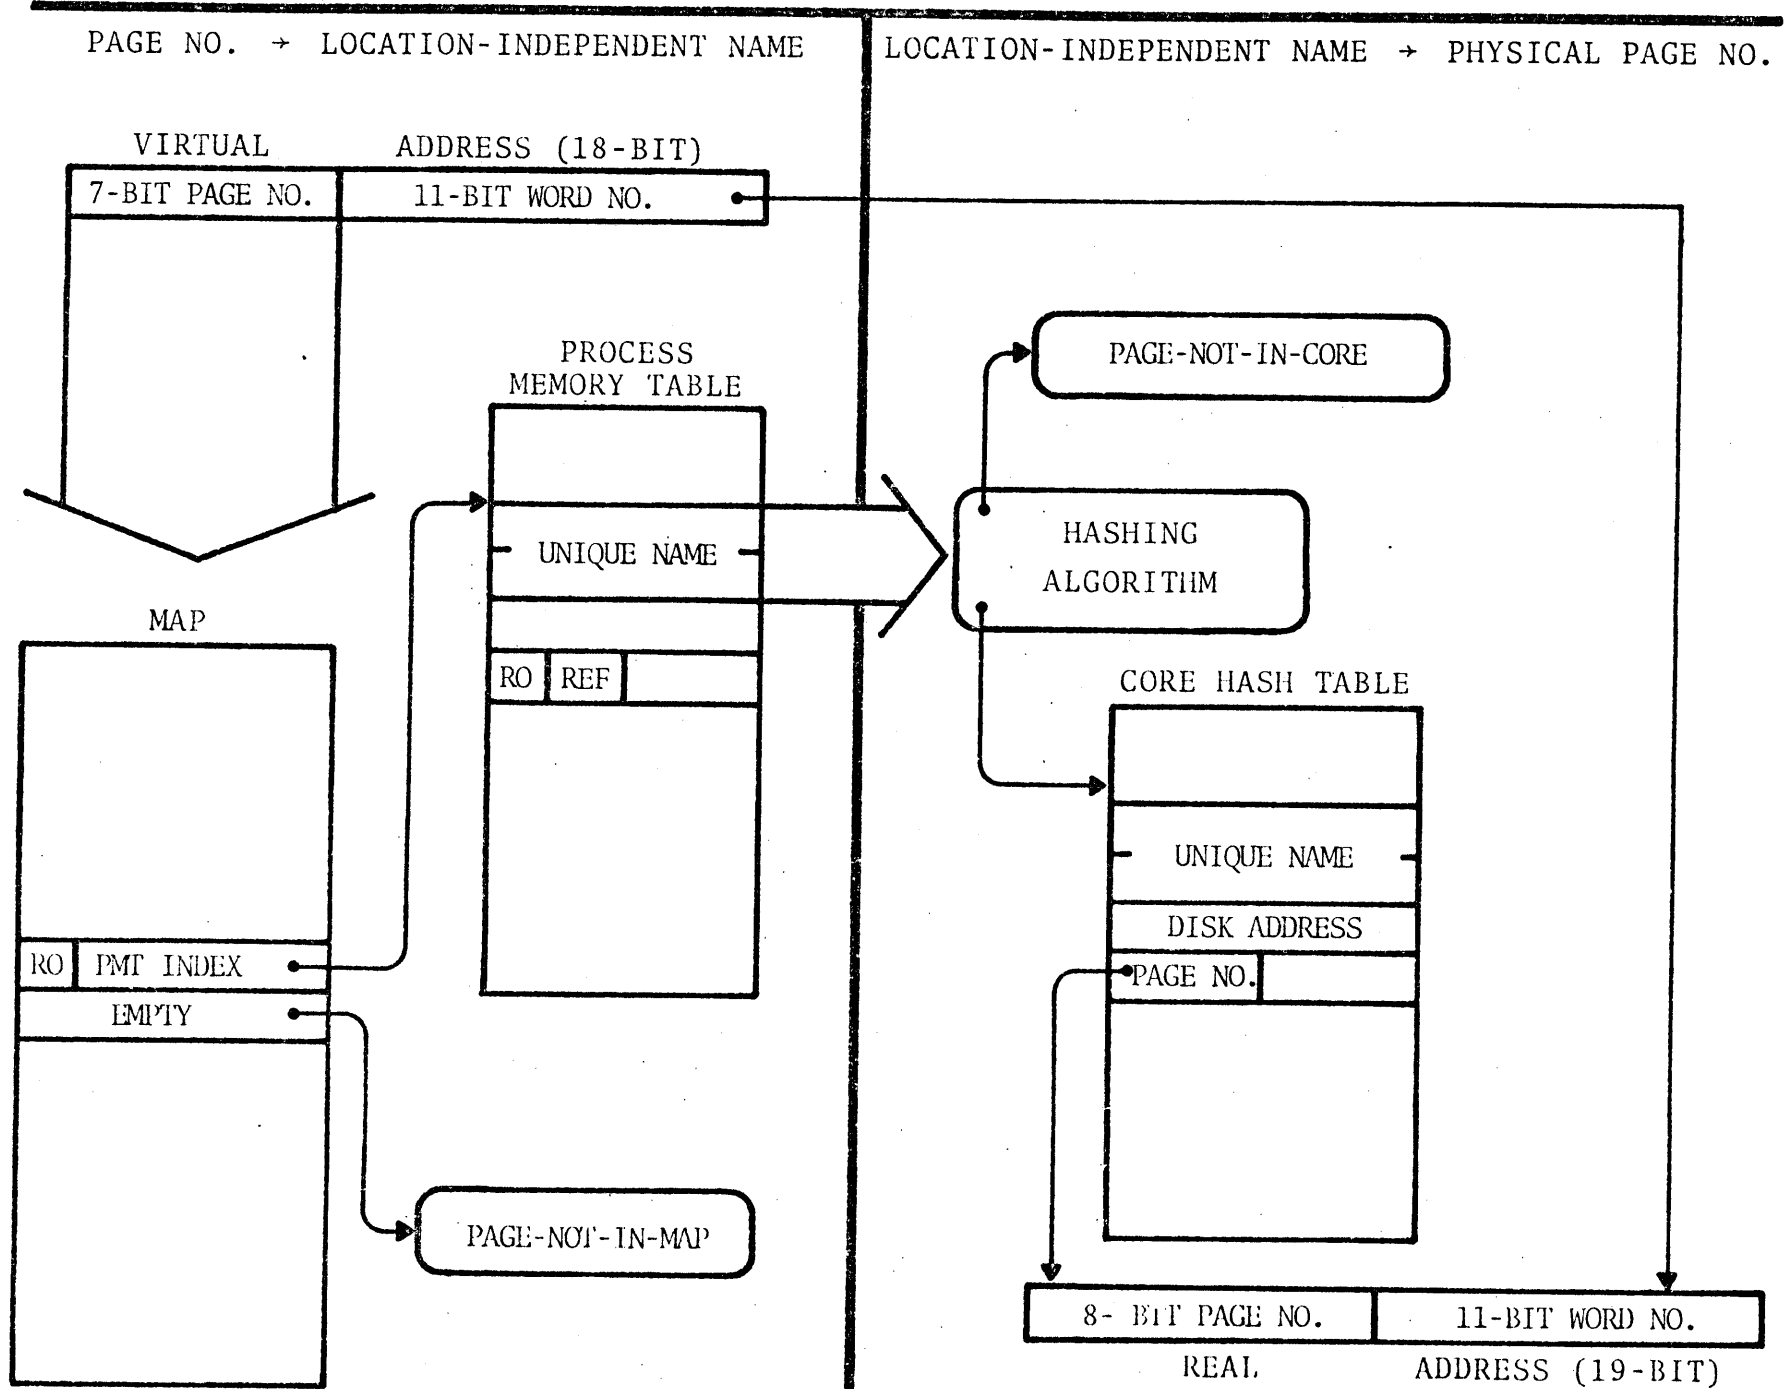 PAGE NO. → LOCATION-INDEPENDENT NAME
LOCATION-INDEPENDENT NAME → PHYSICAL PAGE NO.
VIRTUAL ADDRESS (18-BIT)
7-BIT PAGE NO.
11-BIT WORD NO.
PROCESS
MEMORY TABLE
UNIQUE NAME
RO
REF
MAP
RO
PMT INDEX
EMPTY
PAGE-NOT-IN-MAP
PAGE-NOT-IN-CORE
HASHING
ALGORITHM
CORE HASH TABLE
UNIQUE NAME
DISK ADDRESS
PAGE NO.
8- BIT PAGE NO.
11-BIT WORD NO.
REAL ADDRESS (19-BIT)